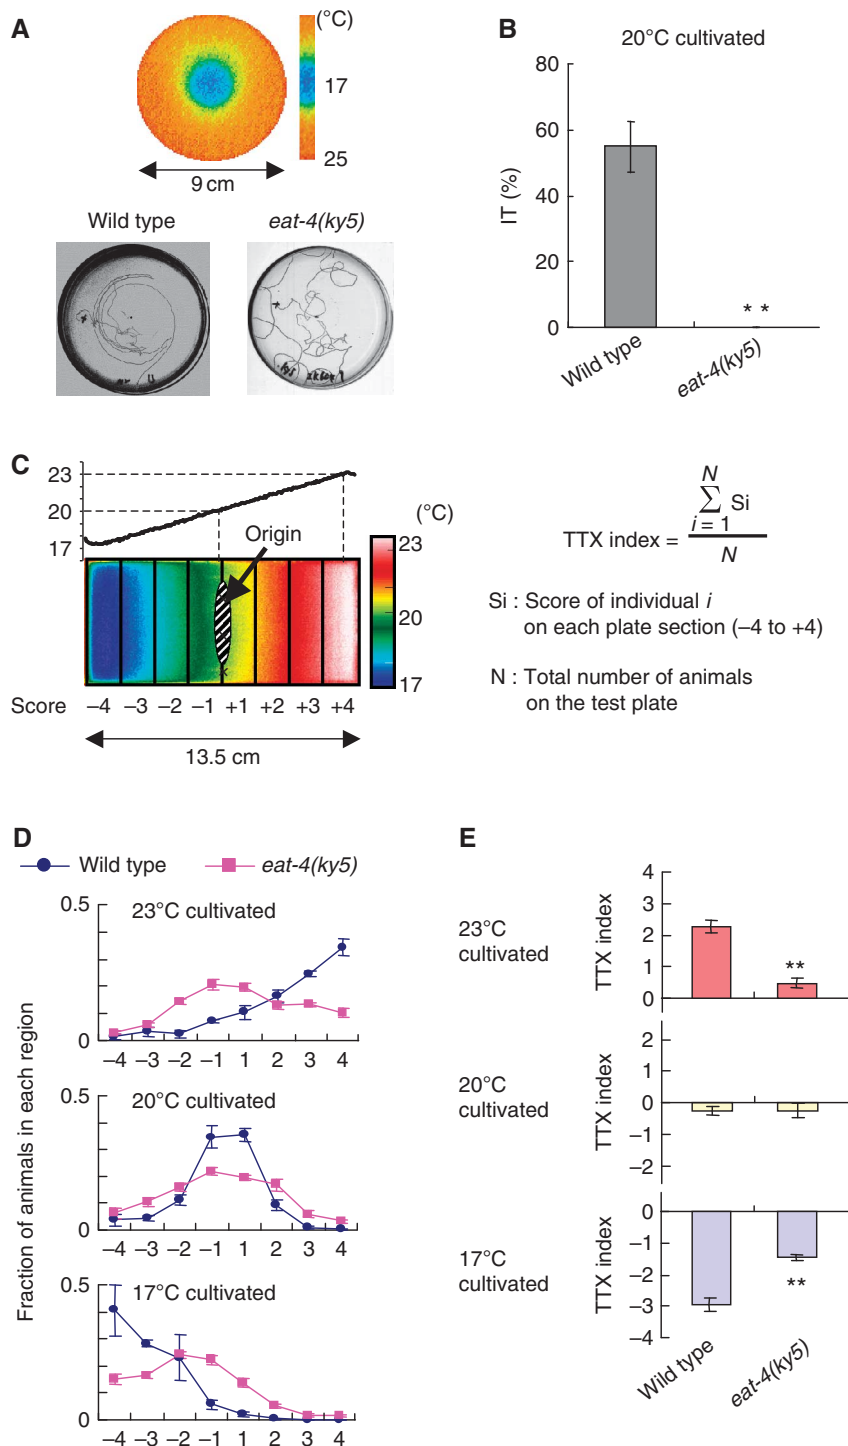 A
(°C)
17
25
9 cm
Wild type
eat-4(ky5)
B
20°C cultivated
IT (%)
80
60
40
20
0
**
Wild type
eat-4(ky5)
C
23
20
17
Origin
(°C)
23
20
17
Score −4 −3 −2 −1 +1 +2 +3 +4
13.5 cm
TTX index =
N
∑ Si
i = 1
N
Si : Score of individual i
on each plate section (−4 to +4)
N : Total number of animals
on the test plate
D
Wild type eat-4(ky5)
Fraction of animals in each region
23°C cultivated
0.5
0
−4 −3 −2 −1 1 2 3 4
20°C cultivated
0.5
0
−4 −3 −2 −1 1 2 3 4
17°C cultivated
0.5
0
−4 −3 −2 −1 1 2 3 4
E
23°C
cultivated
TTX index
4
3
2
1
0
**
20°C
cultivated
TTX index
2
1
0
−1
−2
17°C
cultivated
TTX index
0
−1
−2
−3
−4
**
Wild type
eat-4(ky5)